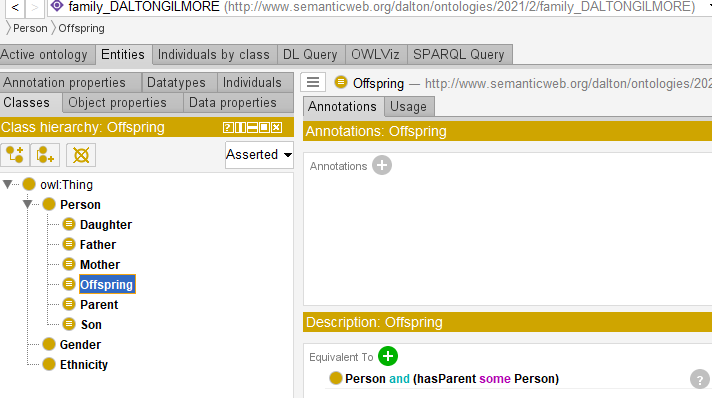 family_DALTONGILMORE (http://www.semanticweb.org/dalton/ontologies/2021/2/family_DALTONGILMORE)
Person Offspring
Active ontology Entities Individuals by class DL Query OWLViz SPARQL Query
Annotation properties Datatypes Individuals
Classes Object properties Data properties
Class hierarchy: Offspring
Asserted
owl:Thing
Person
Daughter
Father
Mother
Offspring
Parent
Son
Gender
Ethnicity
Offspring — http://www.semanticweb.org/dalton/ontologies/202
Annotations Usage
Annotations: Offspring
Annotations
Description: Offspring
Equivalent To
Person and (hasParent some Person)